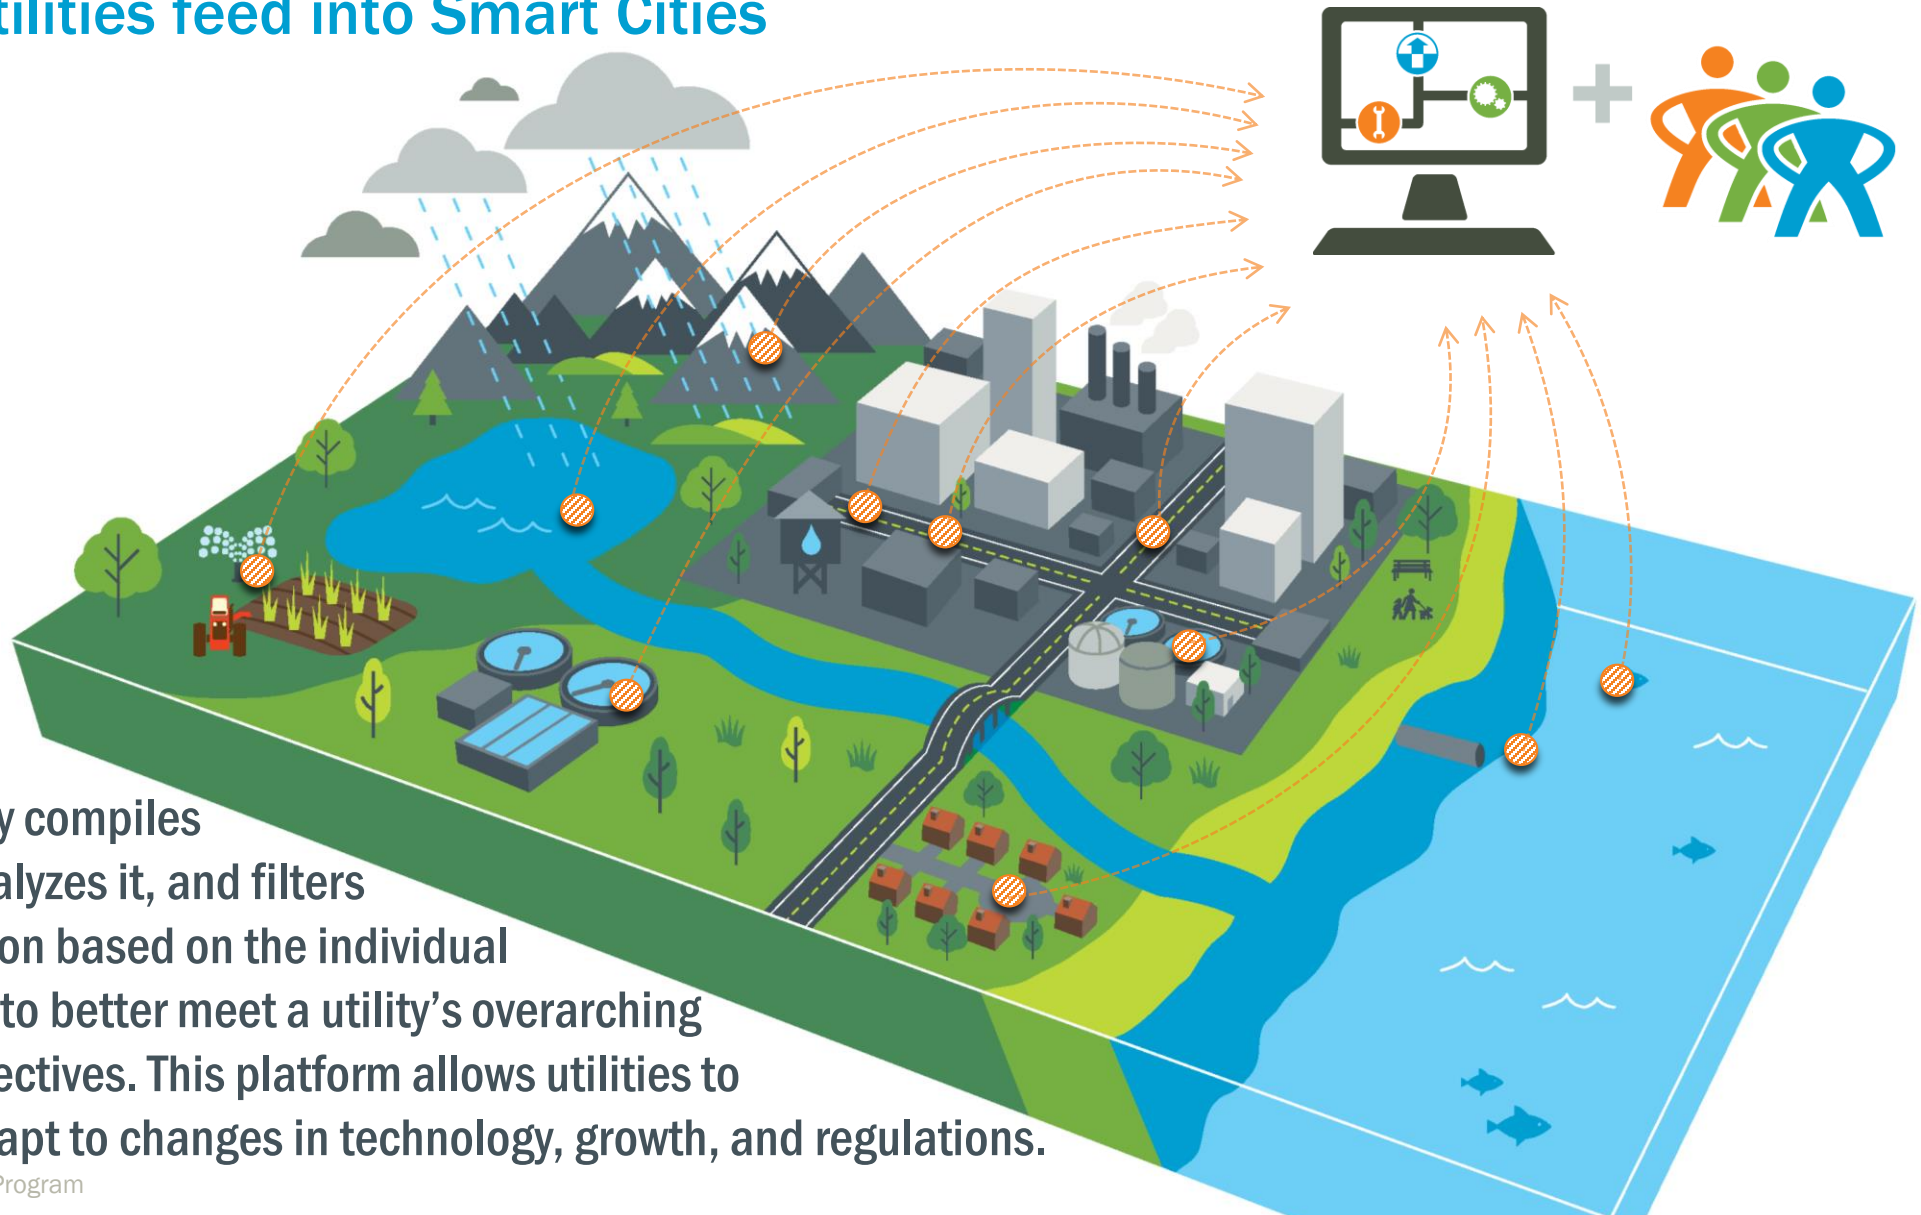 tilities feed into Smart Cities
y compiles
alyzes it, and filters
on based on the individual
to better meet a utility’s overarching
ectives. This platform allows utilities to
apt to changes in technology, growth, and regulations.
Program